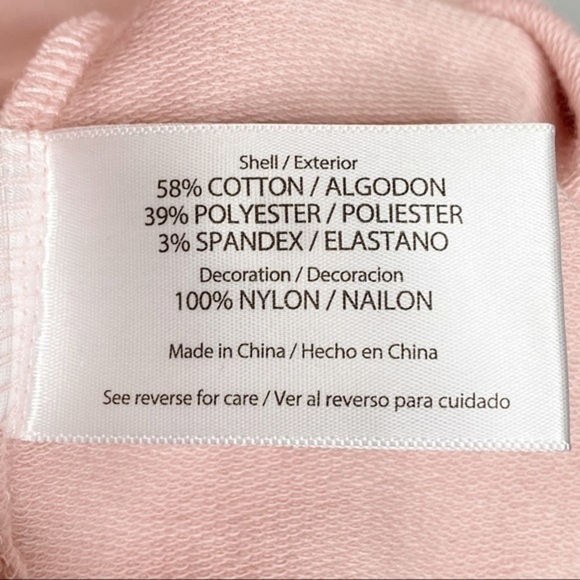 Shell / Exterior
58% COTTON / ALGODON
39% POLYESTER / POLIESTER
3% SPANDEX / ELASTANO
Decoration / Decoracion
100% NYLON / NAILON
Made in China / Hecho en China
See reverse for care / Ver al reverso para cuidado